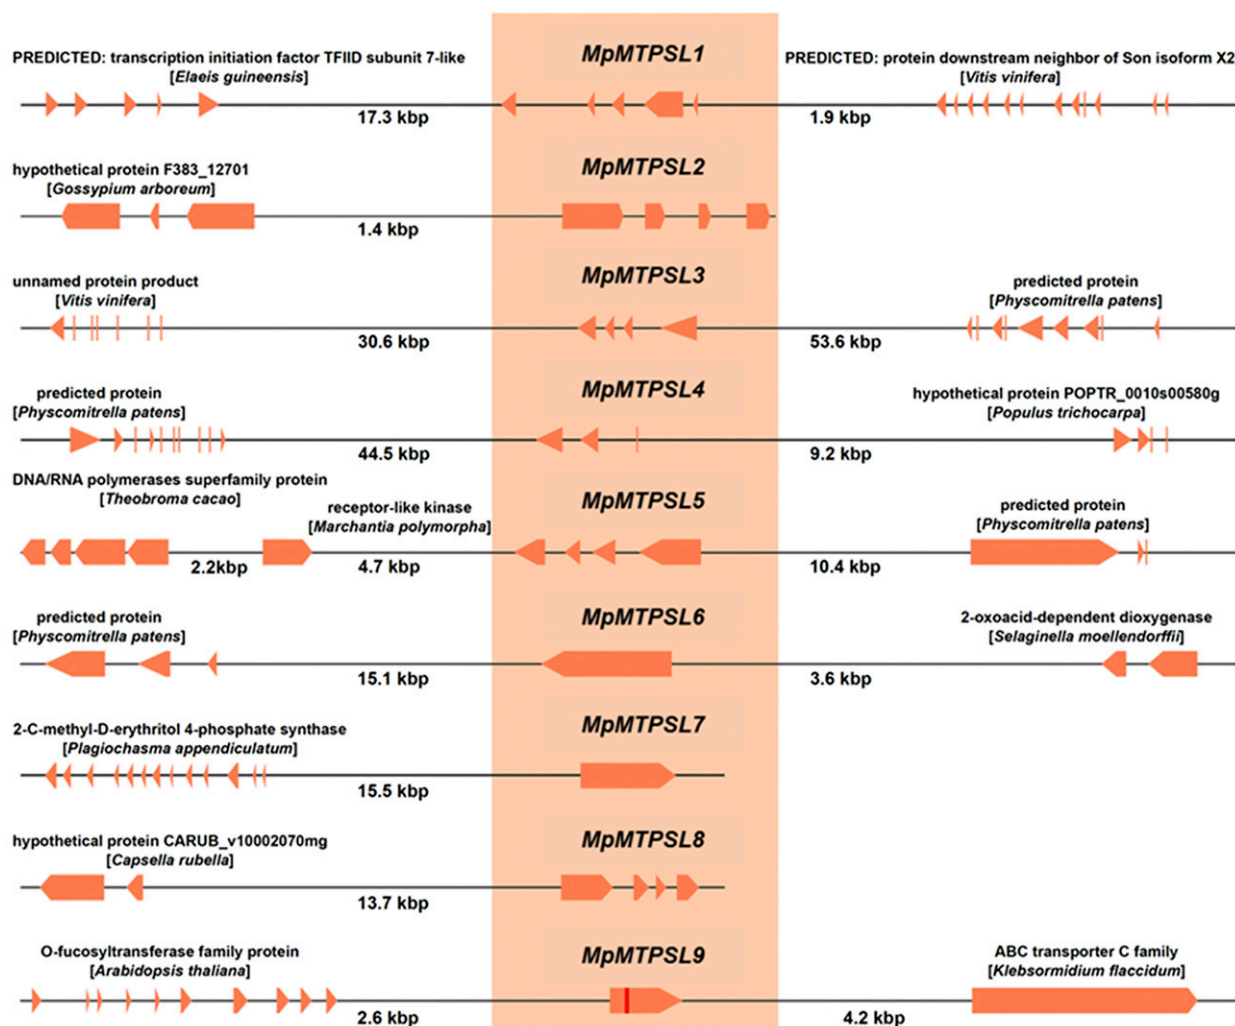 MpMTPSL1
PREDICTED: transcription initiation factor TFIID subunit 7-like
[Elaeis guineensis]
PREDICTED: protein downstream neighbor of Son isoform X2
[Vitis vinifera]
17.3 kbp
1.9 kbp
MpMTPSL2
hypothetical protein F383_12701
[Gossypium arboreum]
1.4 kbp
MpMTPSL3
unnamed protein product
[Vitis vinifera]
predicted protein
[Physcomitrella patens]
30.6 kbp
53.6 kbp
MpMTPSL4
predicted protein
[Physcomitrella patens]
hypothetical protein POPTR_0010s00580g
[Populus trichocarpa]
44.5 kbp
9.2 kbp
DNA/RNA polymerases superfamily protein
[Theobroma cacao]
receptor-like kinase
[Marchantia polymorpha]
MpMTPSL5
predicted protein
[Physcomitrella patens]
2.2kbp
4.7 kbp
10.4 kbp
MpMTPSL6
predicted protein
[Physcomitrella patens]
2-oxoacid-dependent dioxygenase
[Selaginella moellendorffii]
15.1 kbp
3.6 kbp
MpMTPSL7
2-C-methyl-D-erythritol 4-phosphate synthase
[Plagiochasma appendiculatum]
15.5 kbp
MpMTPSL8
hypothetical protein CARUB_v10002070mg
[Capsella rubella]
13.7 kbp
MpMTPSL9
O-fucosyltransferase family protein
[Arabidopsis thaliana]
ABC transporter C family
[Klebsormidium flaccidum]
2.6 kbp
4.2 kbp